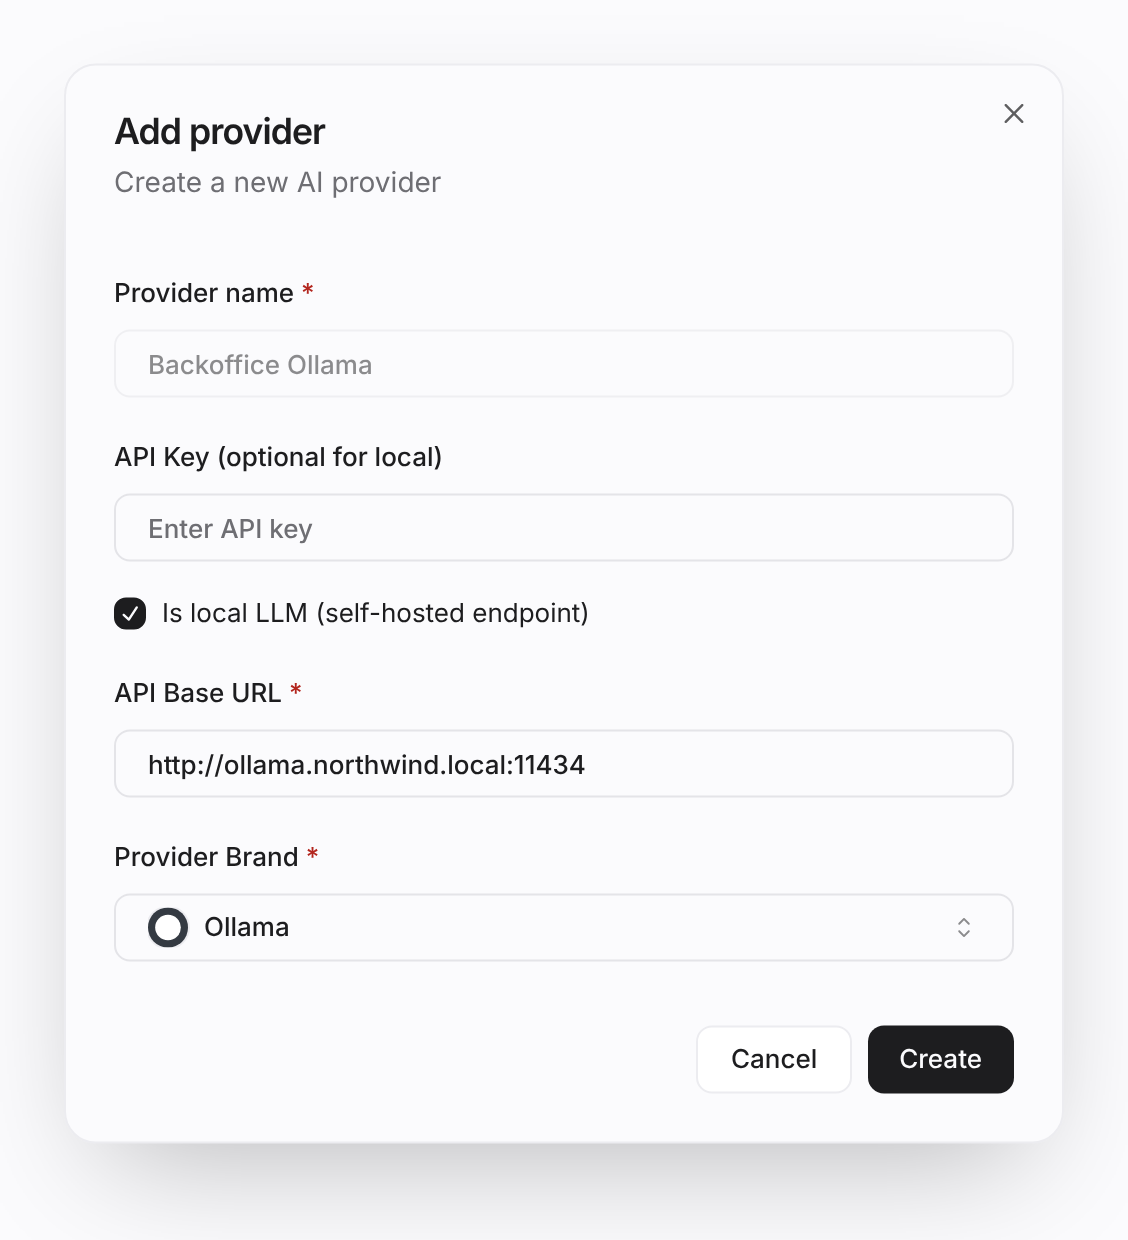 Add provider
Create a new AI provider
Provider name *
Backoffice Ollama
API Key (optional for local)
Enter API key
Is local LLM (self-hosted endpoint)
API Base URL *
http://ollama.northwind.local:11434
Provider Brand *
Ollama
Cancel
Create